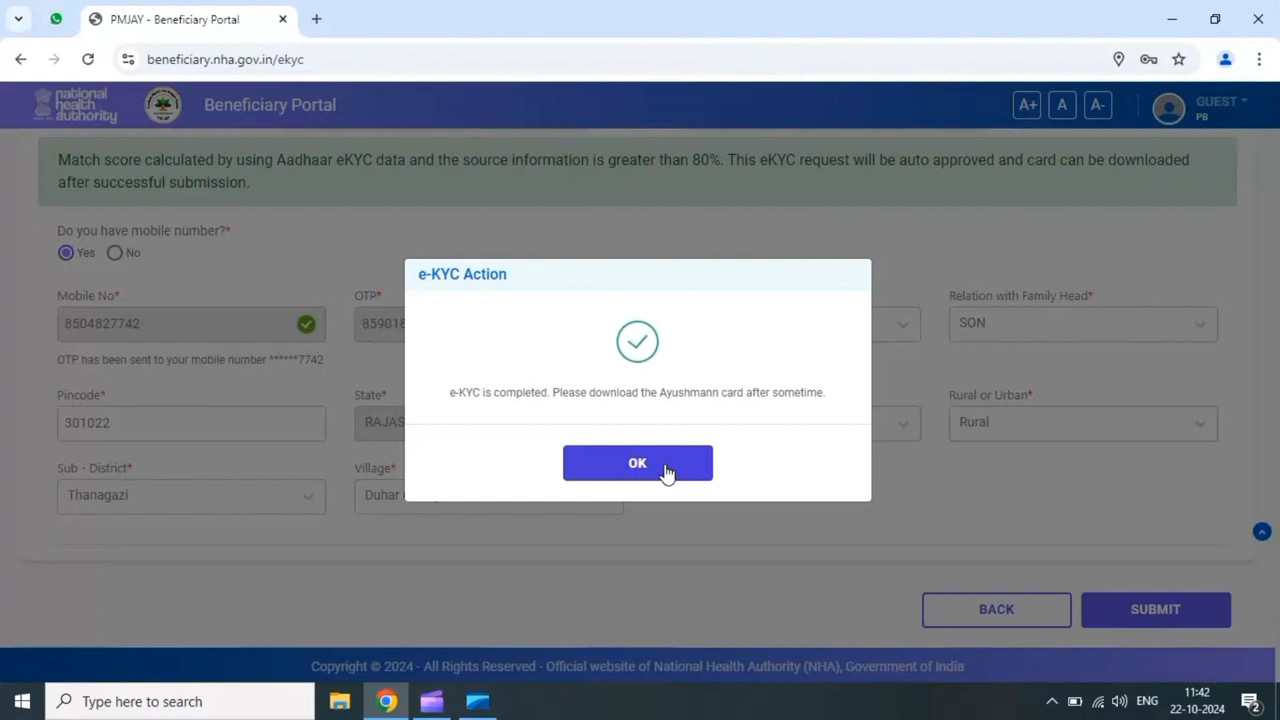 PMJAY - Beneficiary Portal
beneficiary.nha.gov.in/ekyc
national
health
authority
Beneficiary Portal
A+ A A-
GUEST
PB
Match score calculated by using Aadhaar eKYC data and the source information is greater than 80%. This eKYC request will be auto approved and card can be downloaded
after successful submission.
Do you have mobile number?*
Yes No
e-KYC Action
Mobile No* OTP* Relation with Family Head*
8504827742 859018 SON
OTP has been sent to your mobile number ******7742
e-KYC is completed. Please download the Ayushmann card after sometime.
Pincode* State* Rural or Urban*
301022 RAJAS Rural
OK
Sub - District* Village*
Thanagazi Duhar
BACK SUBMIT
Copyright © 2024 - All Rights Reserved - Official website of National Health Authority (NHA), Government of India
Type here to search
ENG
11:42
22-10-2024
2